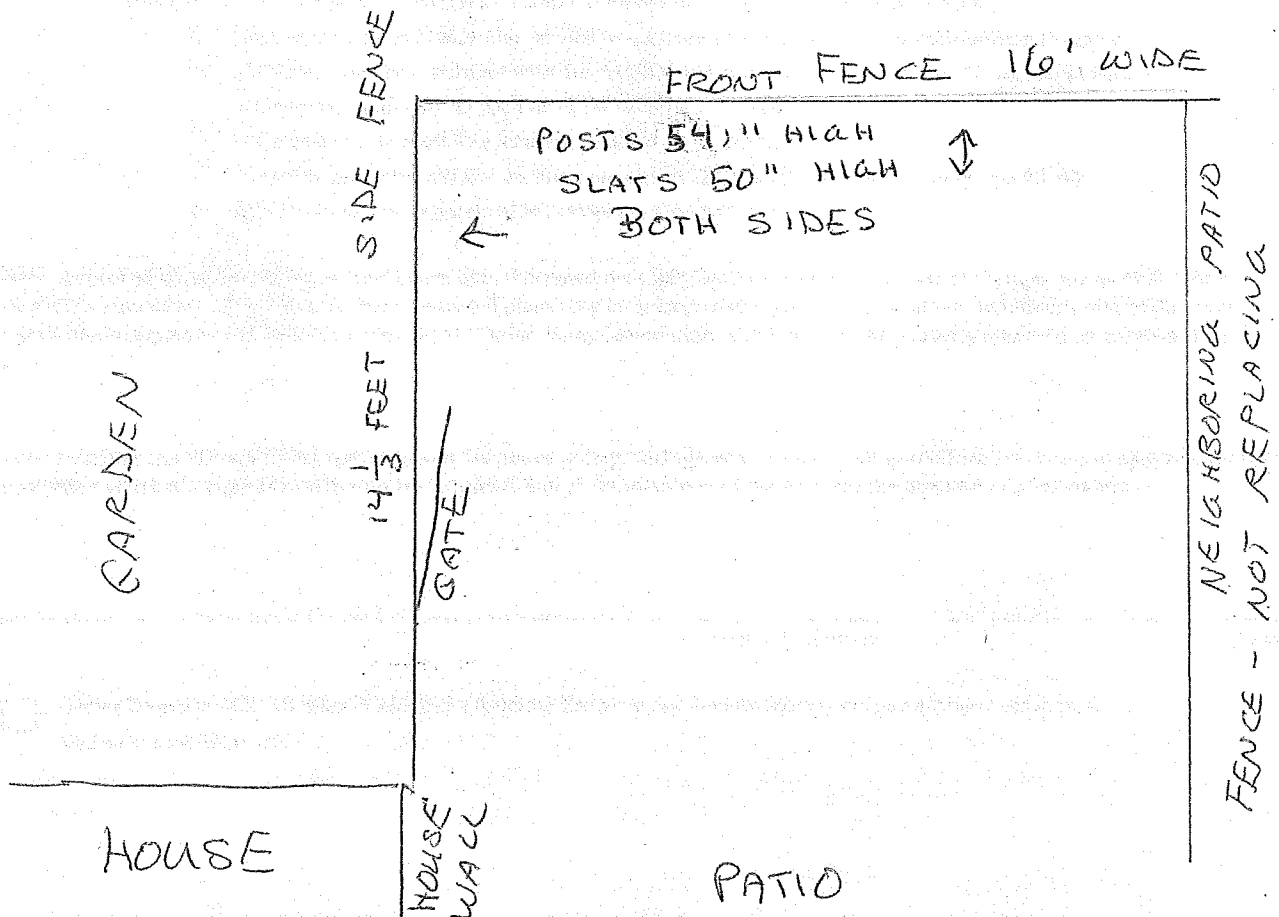 FRONT FENCE 16' WIDE
POSTS 54," HIGH
SLATS 50" HIGH
BOTH SIDES
14 1/3 FEET SIDE FENCE
GARDEN
GATE
NEIGHBORING PATIO
FENCE - NOT REPLACING
HOUSE
HOUSE
WALL
PATIO